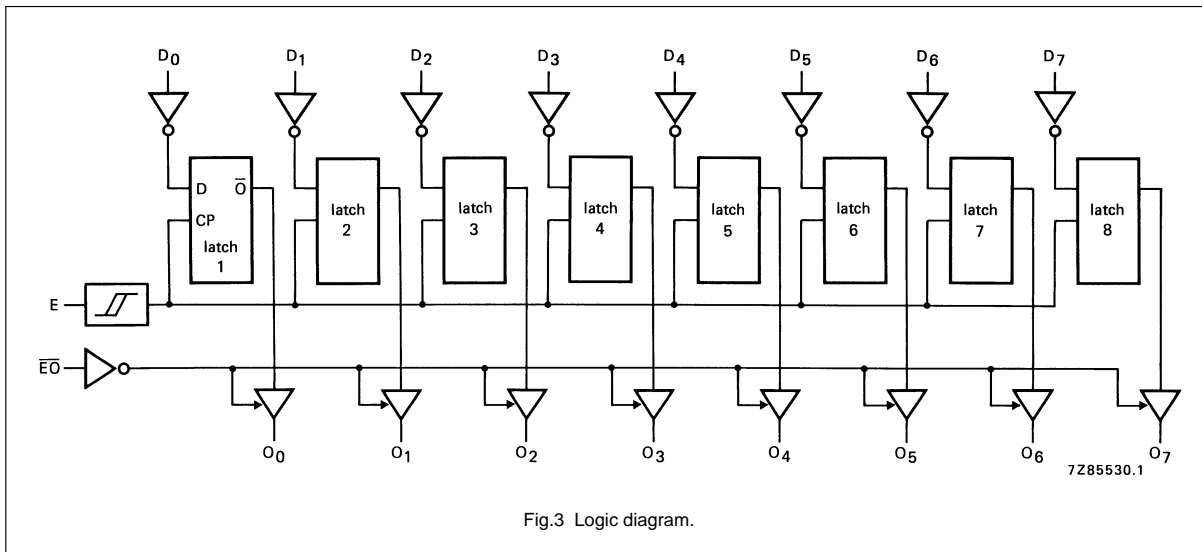 D0 D1 D2 D3 D4 D5 D6 D7
D O̅
CP
latch
1
latch
2
latch
3
latch
4
latch
5
latch
6
latch
7
latch
8
E
E̅O̅
O0 O1 O2 O3 O4 O5 O6 O7
7Z85530.1
Fig.3 Logic diagram.